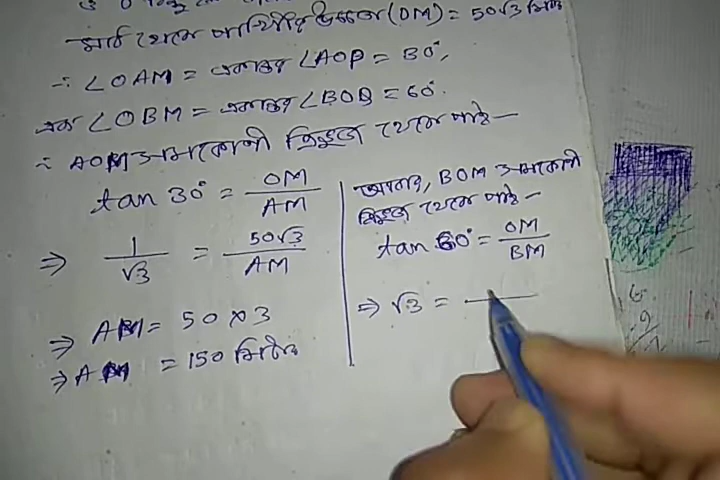 মাঠ থেকে পাখিটির উচ্চতা (OM) = 50√3 মিটার
∴ ∠OAM = একান্তর ∠AOP = 30°,
এবং ∠OBM = একান্তর ∠BOQ = 60°.
∴ AOM সমকোণী ত্রিভুজ থেকে পাই—
tan 30° = OM/AM
⇒ 1/√3 = 50√3/AM
⇒ AM = 50 × 3
⇒ AM = 150 মিটার
আবার, BOM সমকোণী
ত্রিভুজ থেকে পাই—
tan 60° = OM/BM
⇒ √3 =